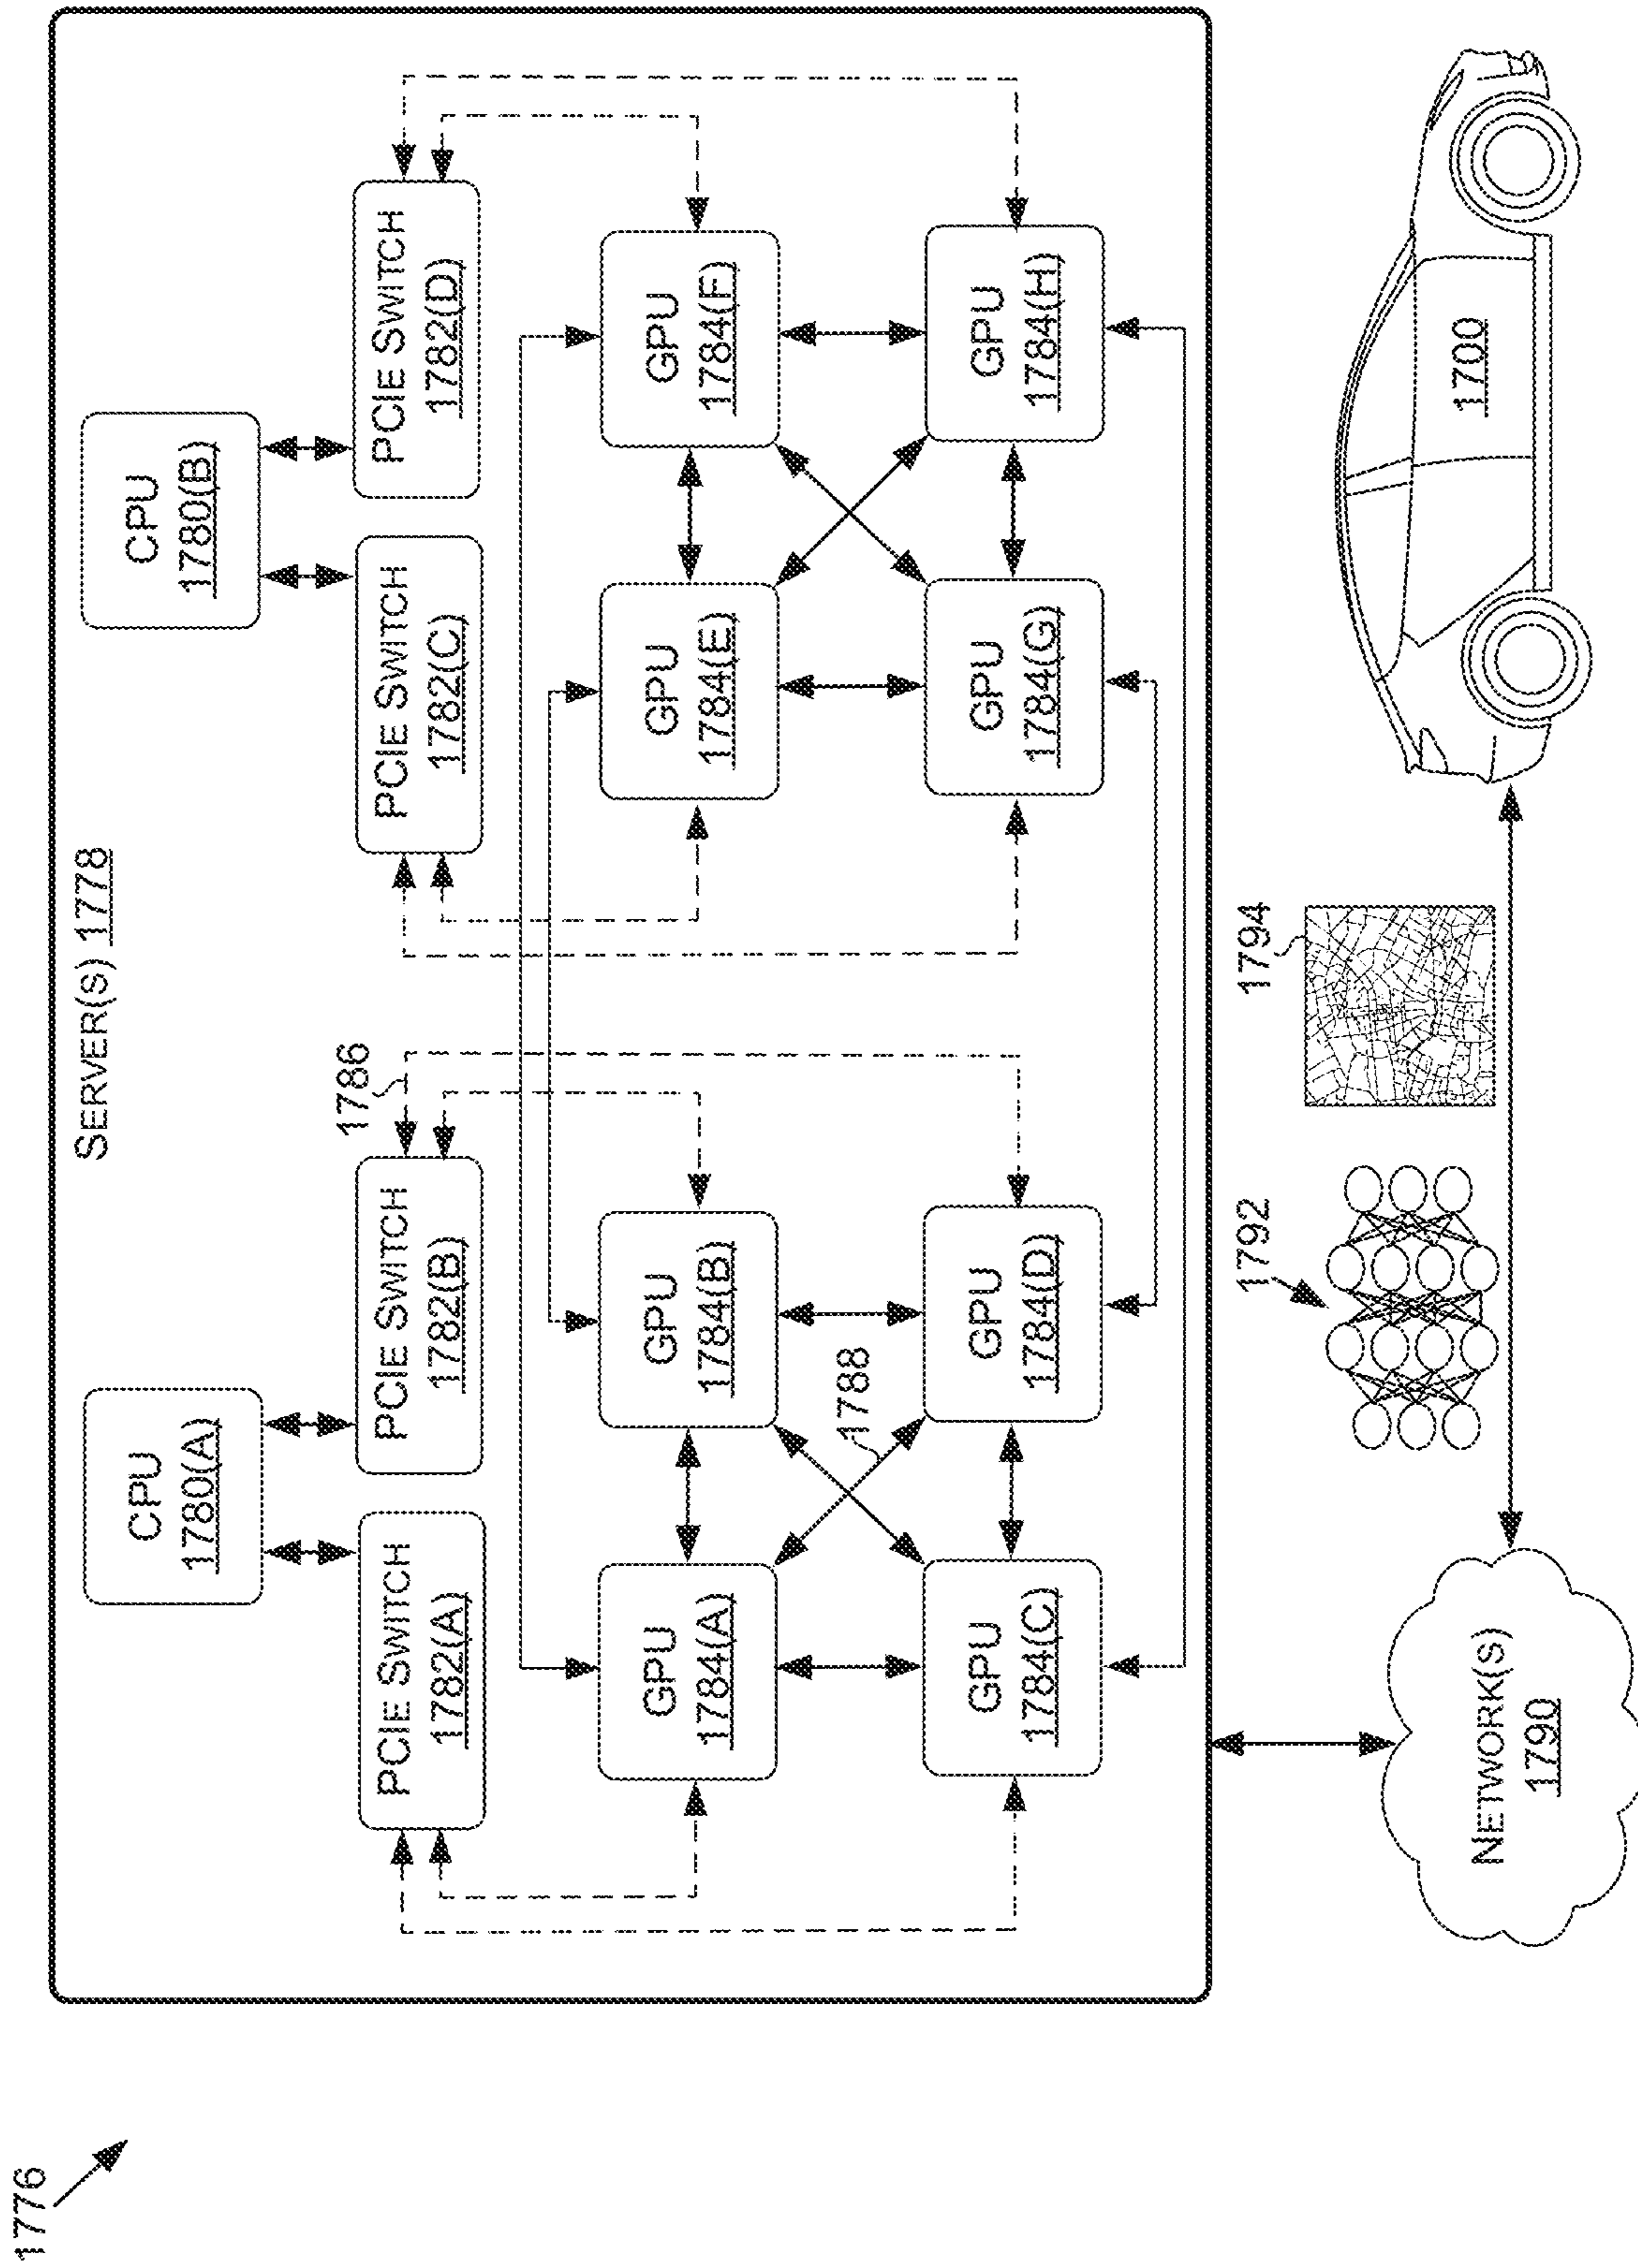 1776
SERVER(S) 1778
CPU
1780(A)
CPU
1780(B)
PCIE SWITCH
1782(A)
PCIE SWITCH
1782(B)
1786
PCIE SWITCH
1782(C)
PCIE SWITCH
1782(D)
GPU
1784(A)
GPU
1784(B)
GPU
1784(E)
GPU
1784(F)
1788
GPU
1784(C)
GPU
1784(D)
GPU
1784(G)
GPU
1784(H)
1792
1794
NETWORK(S)
1790
1700